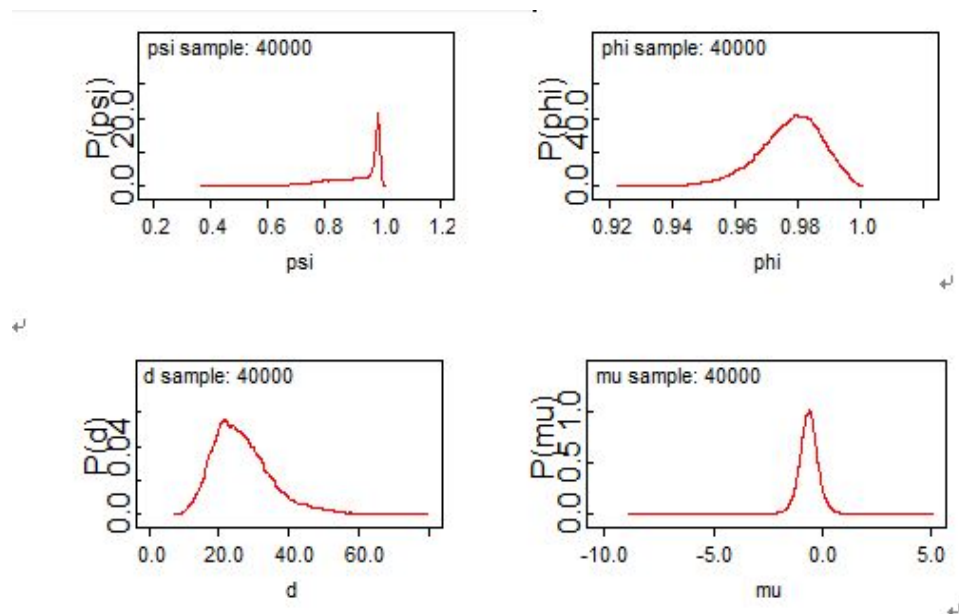 psi sample: 40000
P(psi)
0.0 20.0
0.2 0.4 0.6 0.8 1.0 1.2
psi
phi sample: 40000
P(phi)
0.0 40.0
0.92 0.94 0.96 0.98 1.0
phi
d sample: 40000
P(d)
0.0 0.04
0.0 20.0 40.0 60.0
d
mu sample: 40000
P(mu)
0.0 0.5 1.0
-10.0 -5.0 0.0 5.0
mu